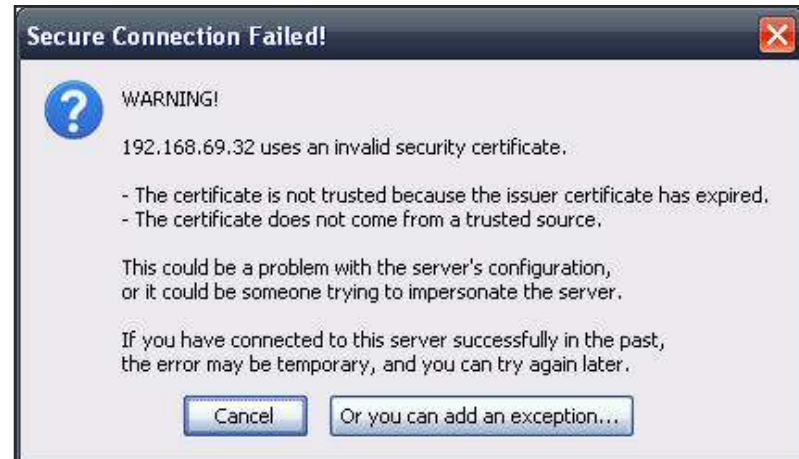 Secure Connection Failed!
WARNING!
192.168.69.32 uses an invalid security certificate.
- The certificate is not trusted because the issuer certificate has expired.
- The certificate does not come from a trusted source.
This could be a problem with the server's configuration,
or it could be someone trying to impersonate the server.
If you have connected to this server successfully in the past,
the error may be temporary, and you can try again later.
Cancel
Or you can add an exception...